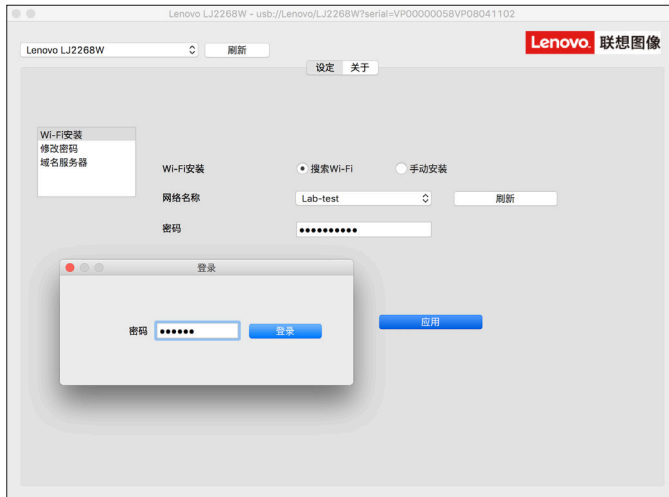 Lenovo LJ2268W - usb://Lenovo/LJ2268W?serial=VP00000058VP08041102
Lenovo. 联想图像
Lenovo LJ2268W 刷新
设定 关于
Wi-Fi安装
修改密码
域名服务器
Wi-Fi安装 搜索Wi-Fi 手动安装
网络名称 Lab-test 刷新
密码 ●●●●●●●●●●
登录
密码 ●●●●●● 登录
应用